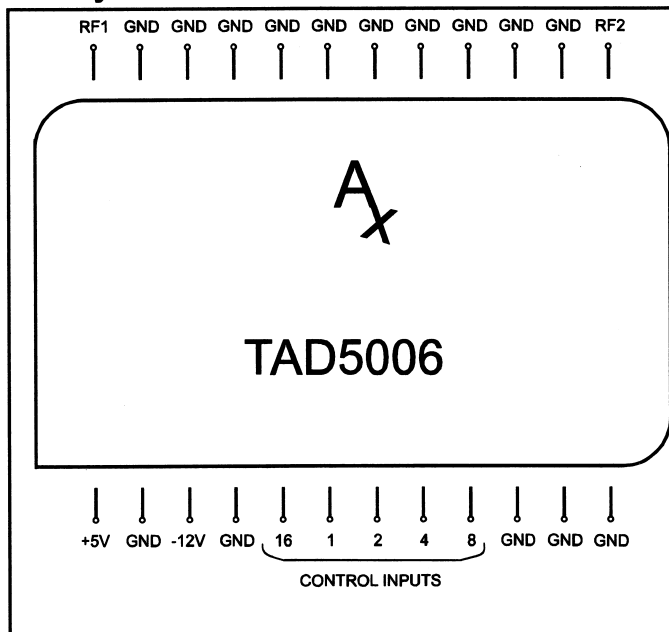 RF1 GND GND GND GND GND GND GND GND GND GND RF2
Ax
TAD5006
+5V GND -12V GND 16 1 2 4 8 GND GND GND
CONTROL INPUTS